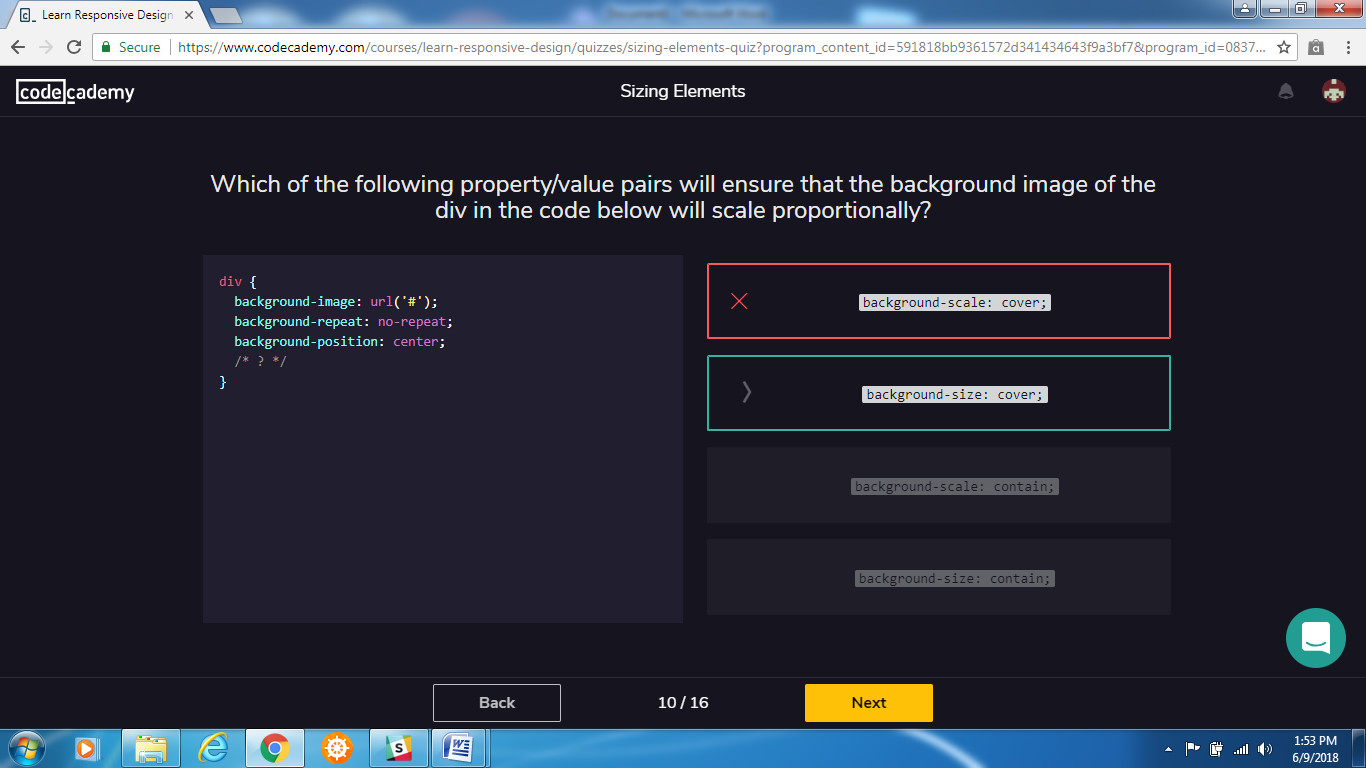 Learn Responsive Design
Secure
https://www.codecademy.com/courses/learn-responsive-design/quizzes/sizing-elements-quiz?program_content_id=591818bb9361572d341434643f9a3bf7&program_id=0837...
codecademy
Sizing Elements
Which of the following property/value pairs will ensure that the background image of the
div in the code below will scale proportionally?
div {
background-image: url('#');
background-repeat: no-repeat;
background-position: center;
/* ? */
}
background-scale: cover;
background-size: cover;
background-scale: contain;
background-size: contain;
Back
10 / 16
Next
1:53 PM
6/9/2018